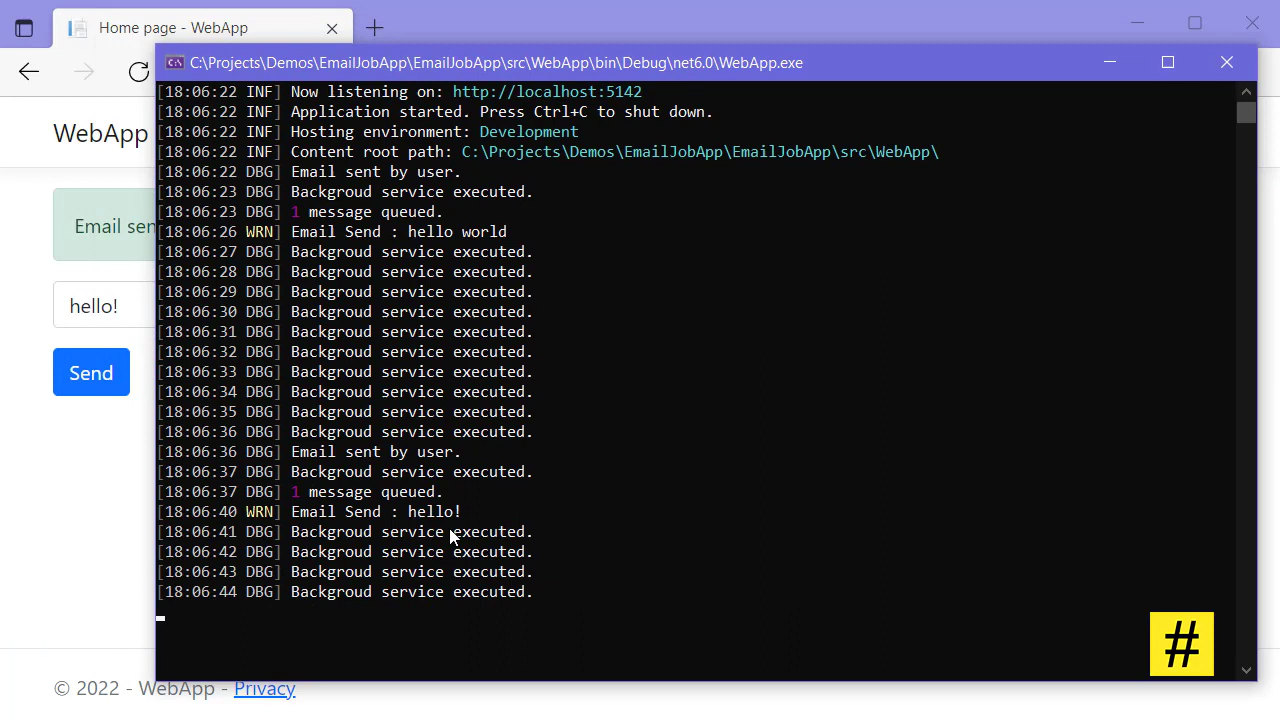 Home page - WebApp
C:\Projects\Demos\EmailJobApp\EmailJobApp\src\WebApp\bin\Debug\net6.0\WebApp.exe
WebApp
Email sen
hello!
Send
[18:06:22 INF] Now listening on: http://localhost:5142
[18:06:22 INF] Application started. Press Ctrl+C to shut down.
[18:06:22 INF] Hosting environment: Development
[18:06:22 INF] Content root path: C:\Projects\Demos\EmailJobApp\EmailJobApp\src\WebApp\
[18:06:22 DBG] Email sent by user.
[18:06:23 DBG] Backgroud service executed.
[18:06:23 DBG] 1 message queued.
[18:06:26 WRN] Email Send : hello world
[18:06:27 DBG] Backgroud service executed.
[18:06:28 DBG] Backgroud service executed.
[18:06:29 DBG] Backgroud service executed.
[18:06:30 DBG] Backgroud service executed.
[18:06:31 DBG] Backgroud service executed.
[18:06:32 DBG] Backgroud service executed.
[18:06:33 DBG] Backgroud service executed.
[18:06:34 DBG] Backgroud service executed.
[18:06:35 DBG] Backgroud service executed.
[18:06:36 DBG] Backgroud service executed.
[18:06:36 DBG] Email sent by user.
[18:06:37 DBG] Backgroud service executed.
[18:06:37 DBG] 1 message queued.
[18:06:40 WRN] Email Send : hello!
[18:06:41 DBG] Backgroud service executed.
[18:06:42 DBG] Backgroud service executed.
[18:06:43 DBG] Backgroud service executed.
[18:06:44 DBG] Backgroud service executed.
#
© 2022 - WebApp - Privacy